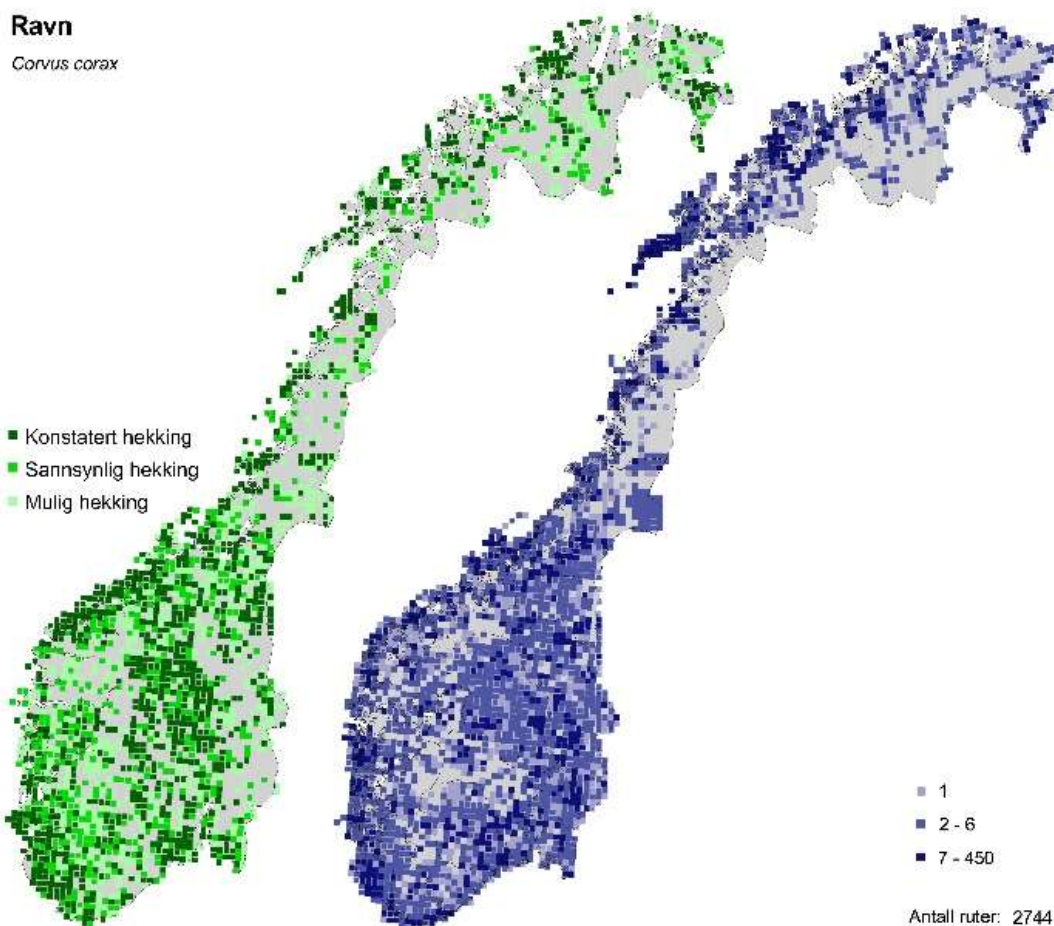 Ravn
Corvus corax
Konstatert hekking
Sannsynlig hekking
Mulig hekking
1
2 - 6
7 - 450
Antall ruter: 2744